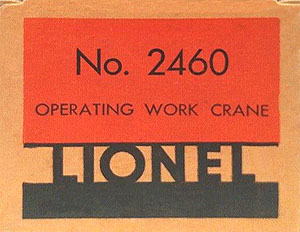 No. 2460
OPERATING WORK CRANE
LIONEL